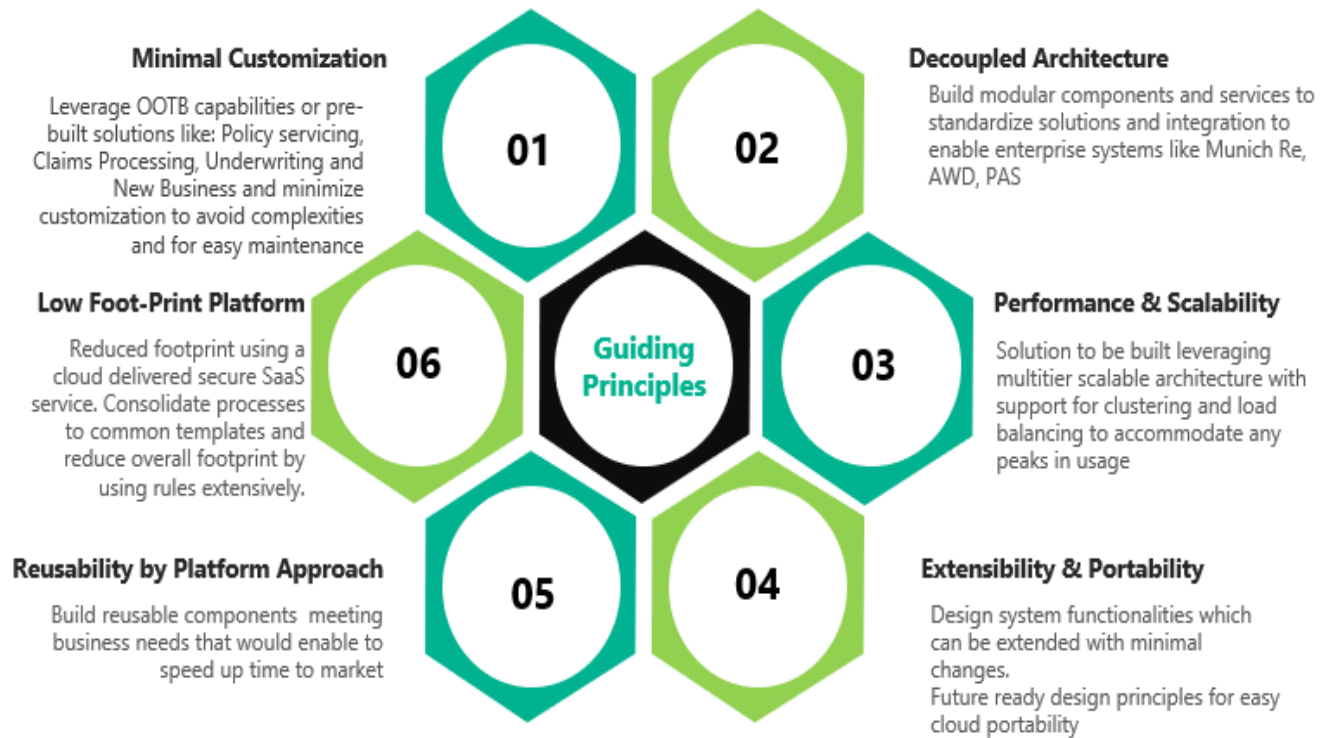 Minimal Customization
Leverage OOTB capabilities or pre-
built solutions like: Policy servicing,
Claims Processing, Underwriting and
New Business and minimize
customization to avoid complexities
and for easy maintenance
01
02
Decoupled Architecture
Build modular components and services to
standardize solutions and integration to
enable enterprise systems like Munich Re,
AWD, PAS
Low Foot-Print Platform
Reduced footprint using a
cloud delivered secure SaaS
service. Consolidate processes
to common templates and
reduce overall footprint by
using rules extensively.
06
Guiding
Principles
03
Performance & Scalability
Solution to be built leveraging
multitier scalable architecture with
support for clustering and load
balancing to accommodate any
peaks in usage
Reusability by Platform Approach
Build reusable components meeting
business needs that would enable to
speed up time to market
05
04
Extensibility & Portability
Design system functionalities which
can be extended with minimal
changes.
Future ready design principles for easy
cloud portability